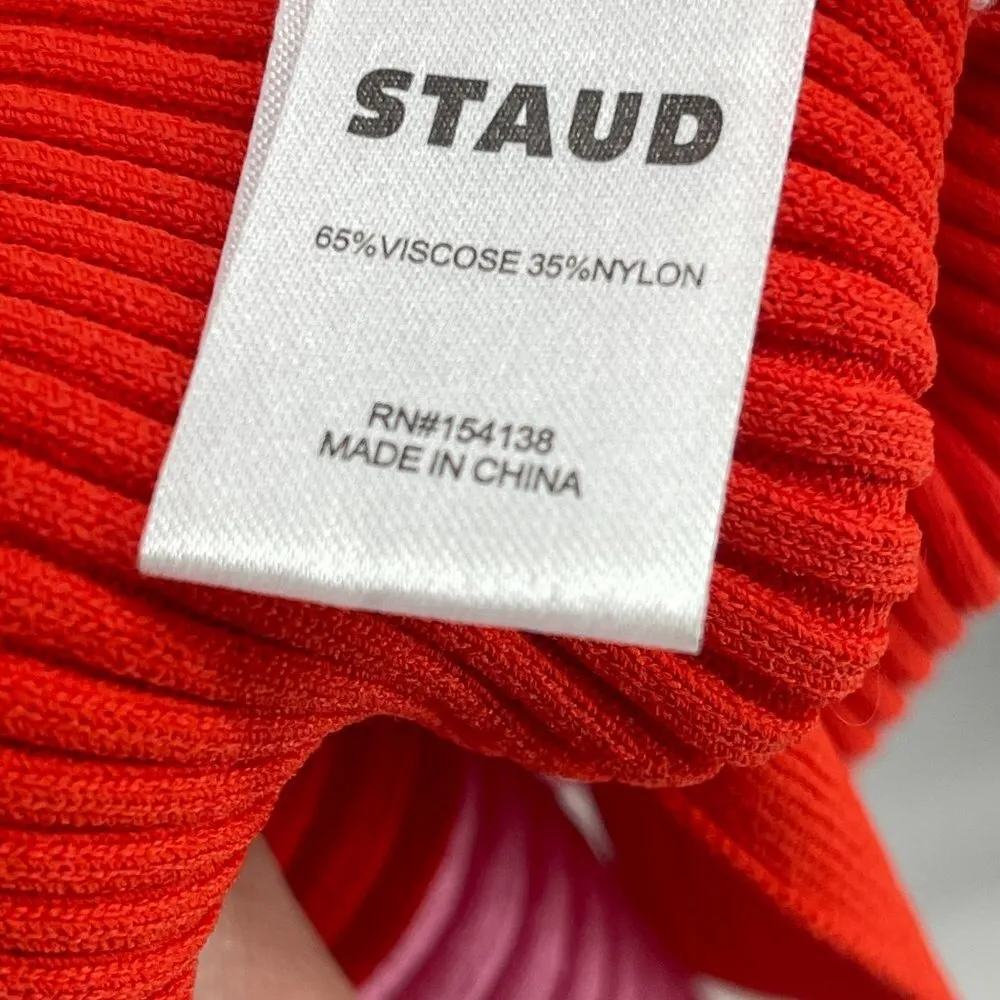 STAUD
65%VISCOSE 35%NYLON
RN#154138
MADE IN CHINA